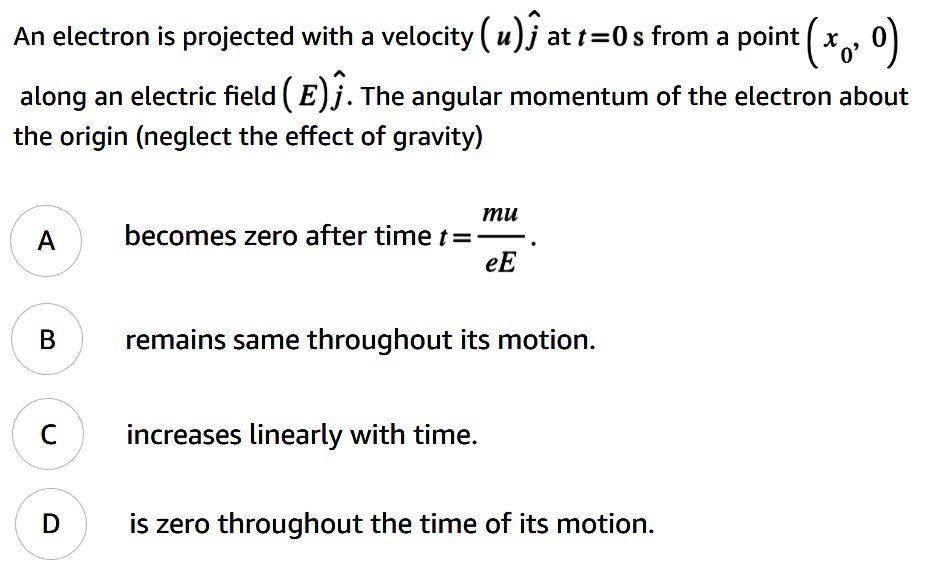 An electron is projected with a velocity (u)ĵ at t=0 s from a point (x₀, 0)
along an electric field (E)ĵ. The angular momentum of the electron about
the origin (neglect the effect of gravity)
A becomes zero after time t = mu/eE.
B remains same throughout its motion.
C increases linearly with time.
D is zero throughout the time of its motion.